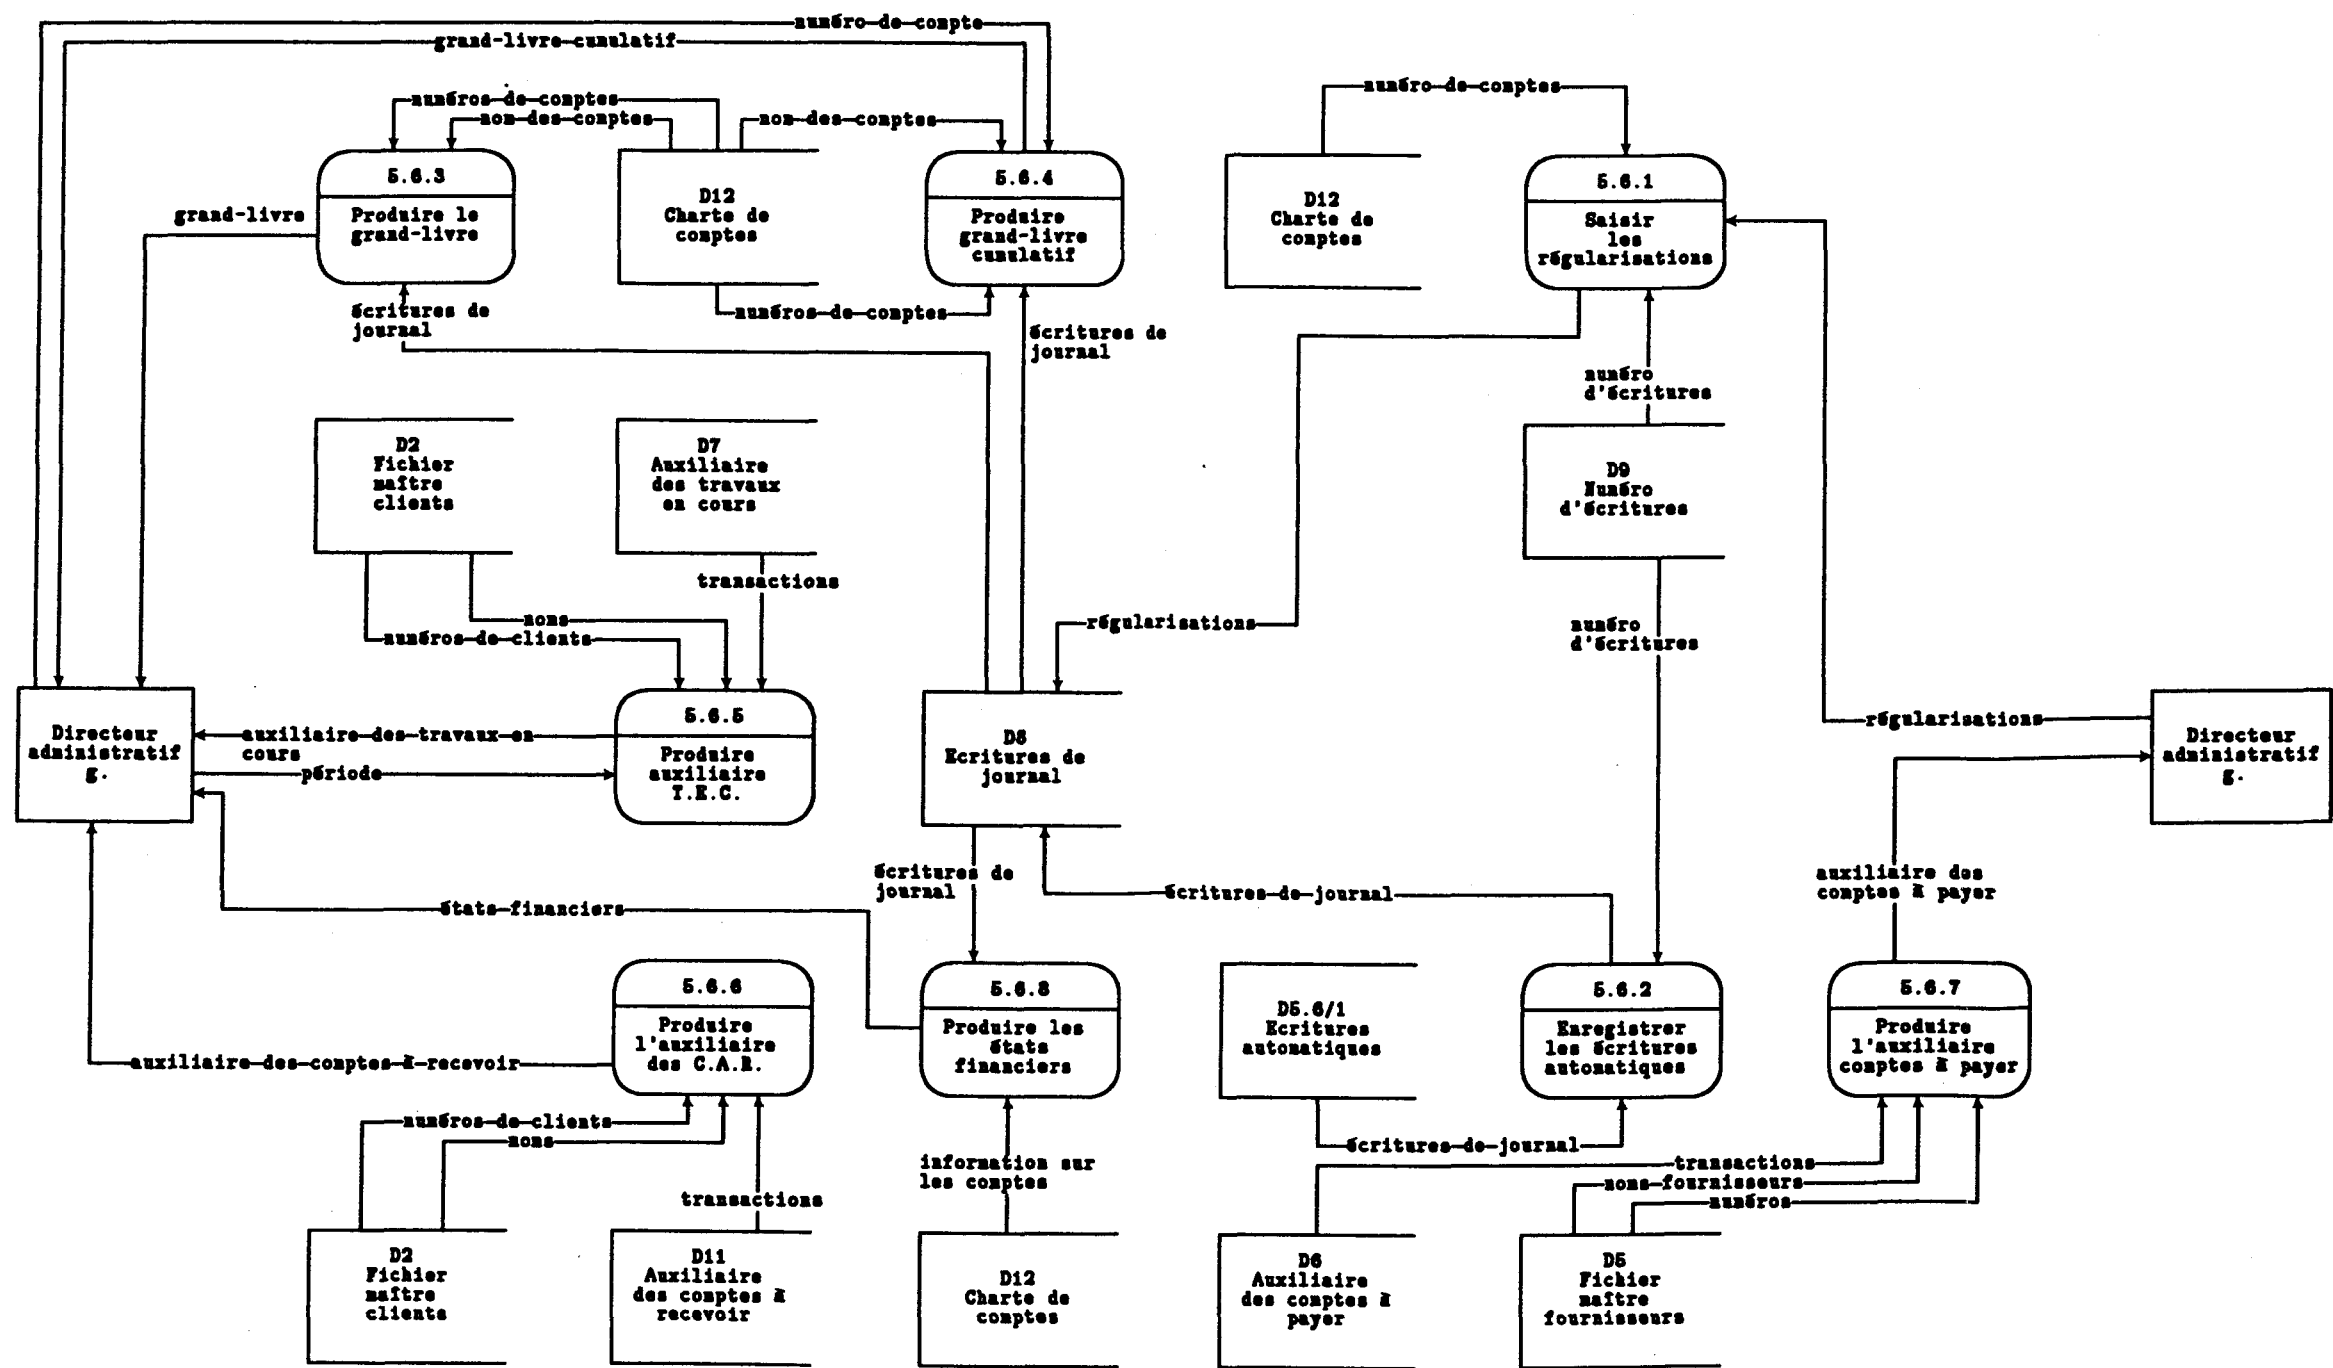 numéro-de-compte
grand-livre-cumulatif
numéros-de-comptes
nom-des-comptes
nom-des-comptes
numéro-de-comptes
5.6.3
Produire le
grand-livre
grand-livre
D12
Charte de
comptes
5.6.4
Produire
grand-livre
cumulatif
D12
Charte de
comptes
5.6.1
Saisir
les
régularisations
écritures de
journal
numéros-de-comptes
écritures de
journal
numéro
d'écritures
D2
Fichier
maître
clients
D7
Auxiliaire
des travaux
en cours
D9
Numéro
d'écritures
transactions
noms
numéros-de-clients
régularisations
numéro
d'écritures
Directeur
administratif
g.
auxiliaire-des-travaux-en
cours
période
5.6.5
Produire
auxiliaire
T.E.C.
D8
Ecritures de
journal
régularisations
Directeur
administratif
g.
écritures de
journal
écritures-de-journal
auxiliaire des
comptes à payer
états-financiers
5.6.6
Produire
l'auxiliaire
des C.A.R.
auxiliaire-des-comptes-à-recevoir
5.6.8
Produire les
états
financiers
D5.6/1
Ecritures
automatiques
5.6.2
Enregistrer
les écritures
automatiques
5.6.7
Produire
l'auxiliaire
comptes à payer
numéros-de-clients
noms
transactions
information sur
les comptes
écritures-de-journal
transactions
noms-fournisseurs
numéros
D2
Fichier
maître
clients
D11
Auxiliaire
des comptes à
recevoir
D12
Charte de
comptes
D6
Auxiliaire
des comptes à
payer
D5
Fichier
maître
fournisseurs